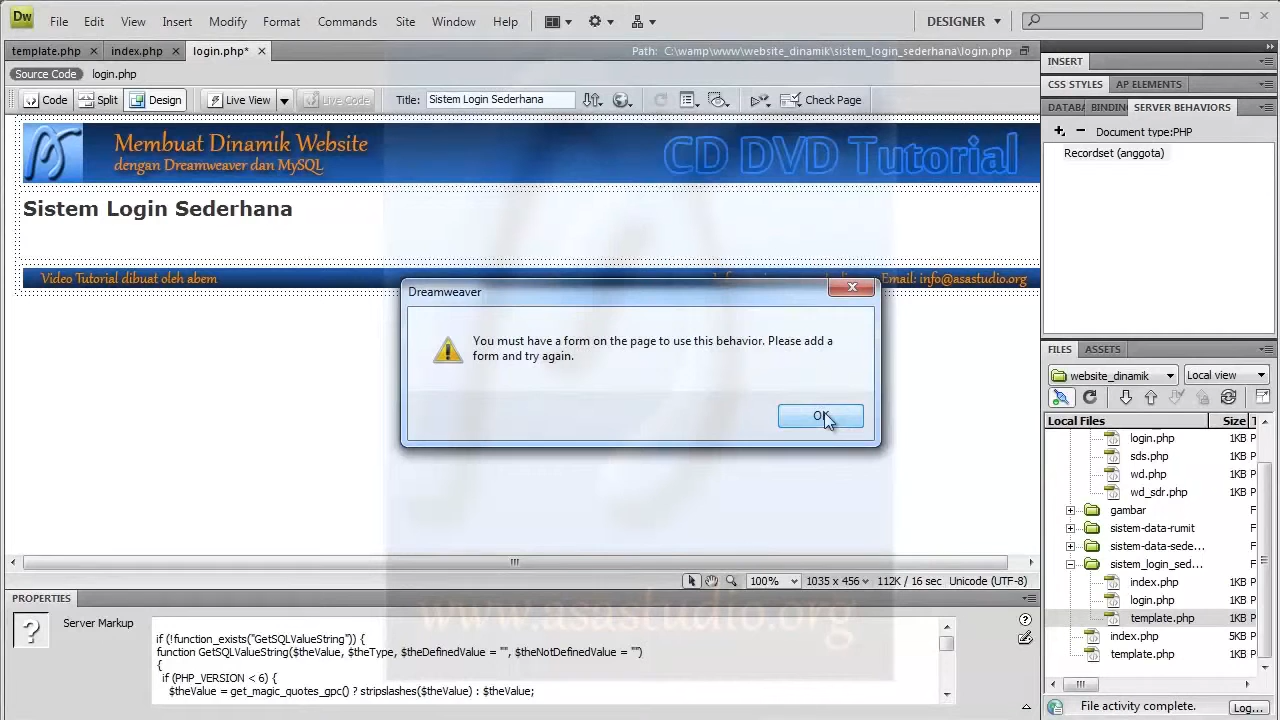 Dw File Edit View Insert Modify Format Commands Site Window Help DESIGNER
template.php index.php login.php* Path: C:\wamp\www\website_dinamik\sistem_login_sederhana\login.php
Source Code login.php
Code Split Design Live View Live Code Title: Sistem Login Sederhana Check Page
Membuat Dinamik Website
dengan Dreamweaver dan MySQL
CD DVD Tutorial
Sistem Login Sederhana
Video Tutorial dibuat oleh abem
Email: info@asastudio.org
Dreamweaver
You must have a form on the page to use this behavior. Please add a
form and try again.
OK
100% 1035 x 456 112K / 16 sec Unicode (UTF-8)
www.asastudio.org
PROPERTIES
Server Markup
if (!function_exists("GetSQLValueString")) {
function GetSQLValueString($theValue, $theType, $theDefinedValue = "", $theNotDefinedValue = "")
{
if (PHP_VERSION < 6) {
$theValue = get_magic_quotes_gpc() ? stripslashes($theValue) : $theValue;
INSERT
CSS STYLES AP ELEMENTS
DATABA BINDING SERVER BEHAVIORS
Document type:PHP
Recordset (anggota)
FILES ASSETS
website_dinamik Local view
Local Files Size T
login.php 1KB P
sds.php 1KB P
wd.php 1KB P
wd_sdr.php 1KB P
gambar F
sistem-data-rumit F
sistem-data-sede... F
sistem_login_sed... F
index.php 1KB P
login.php 1KB P
template.php 1KB P
index.php 5KB P
template.php 1KB P
File activity complete. Log...